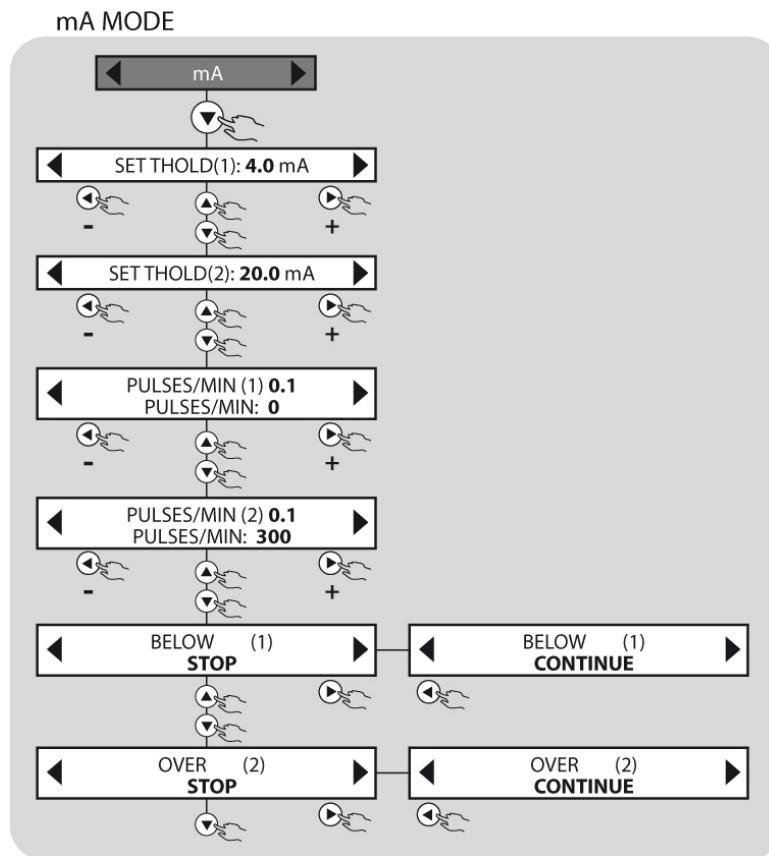 mA MODE
mA
SET THOLD(1): 4.0 mA
- +
SET THOLD(2): 20.0 mA
- +
PULSES/MIN (1) 0.1
PULSES/MIN: 0
- +
PULSES/MIN (2) 0.1
PULSES/MIN: 300
- +
BELOW (1)
STOP
BELOW (1)
CONTINUE
OVER (2)
STOP
OVER (2)
CONTINUE